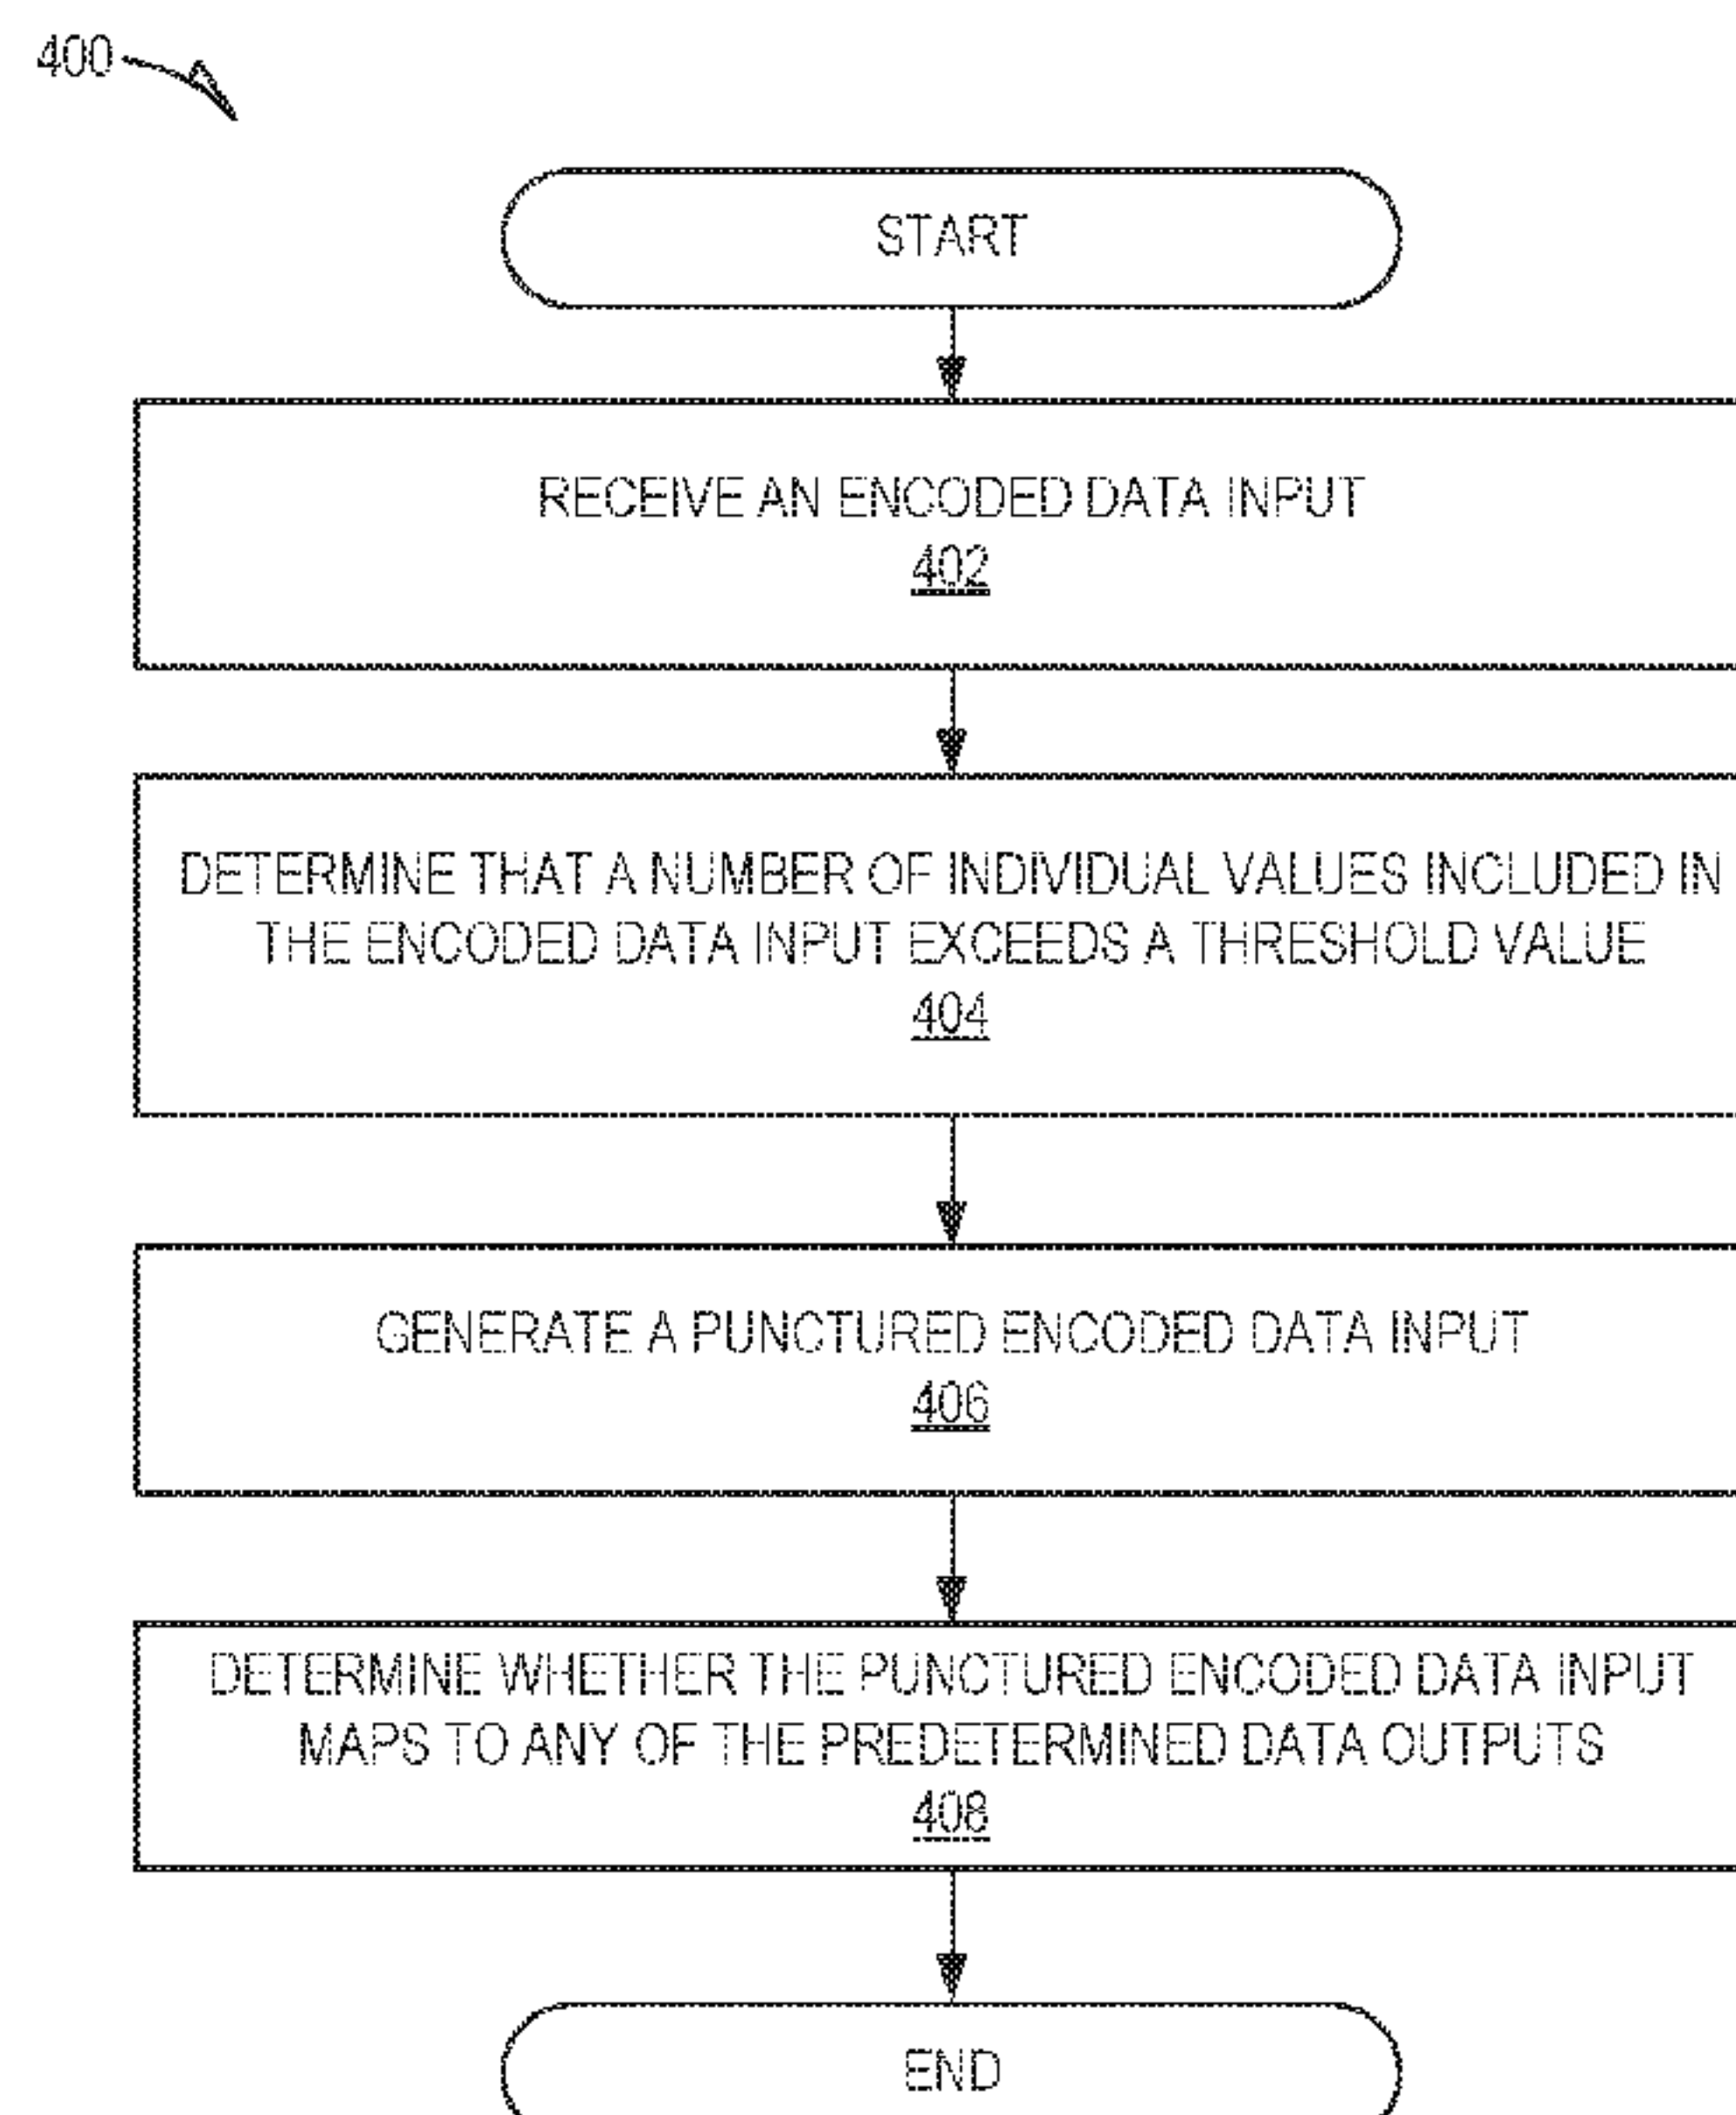 400
START
RECEIVE AN ENCODED DATA INPUT
402
DETERMINE THAT A NUMBER OF INDIVIDUAL VALUES INCLUDED IN
THE ENCODED DATA INPUT EXCEEDS A THRESHOLD VALUE
404
GENERATE A PUNCTURED ENCODED DATA INPUT
406
DETERMINE WHETHER THE PUNCTURED ENCODED DATA INPUT
MAPS TO ANY OF THE PREDETERMINED DATA OUTPUTS
408
END